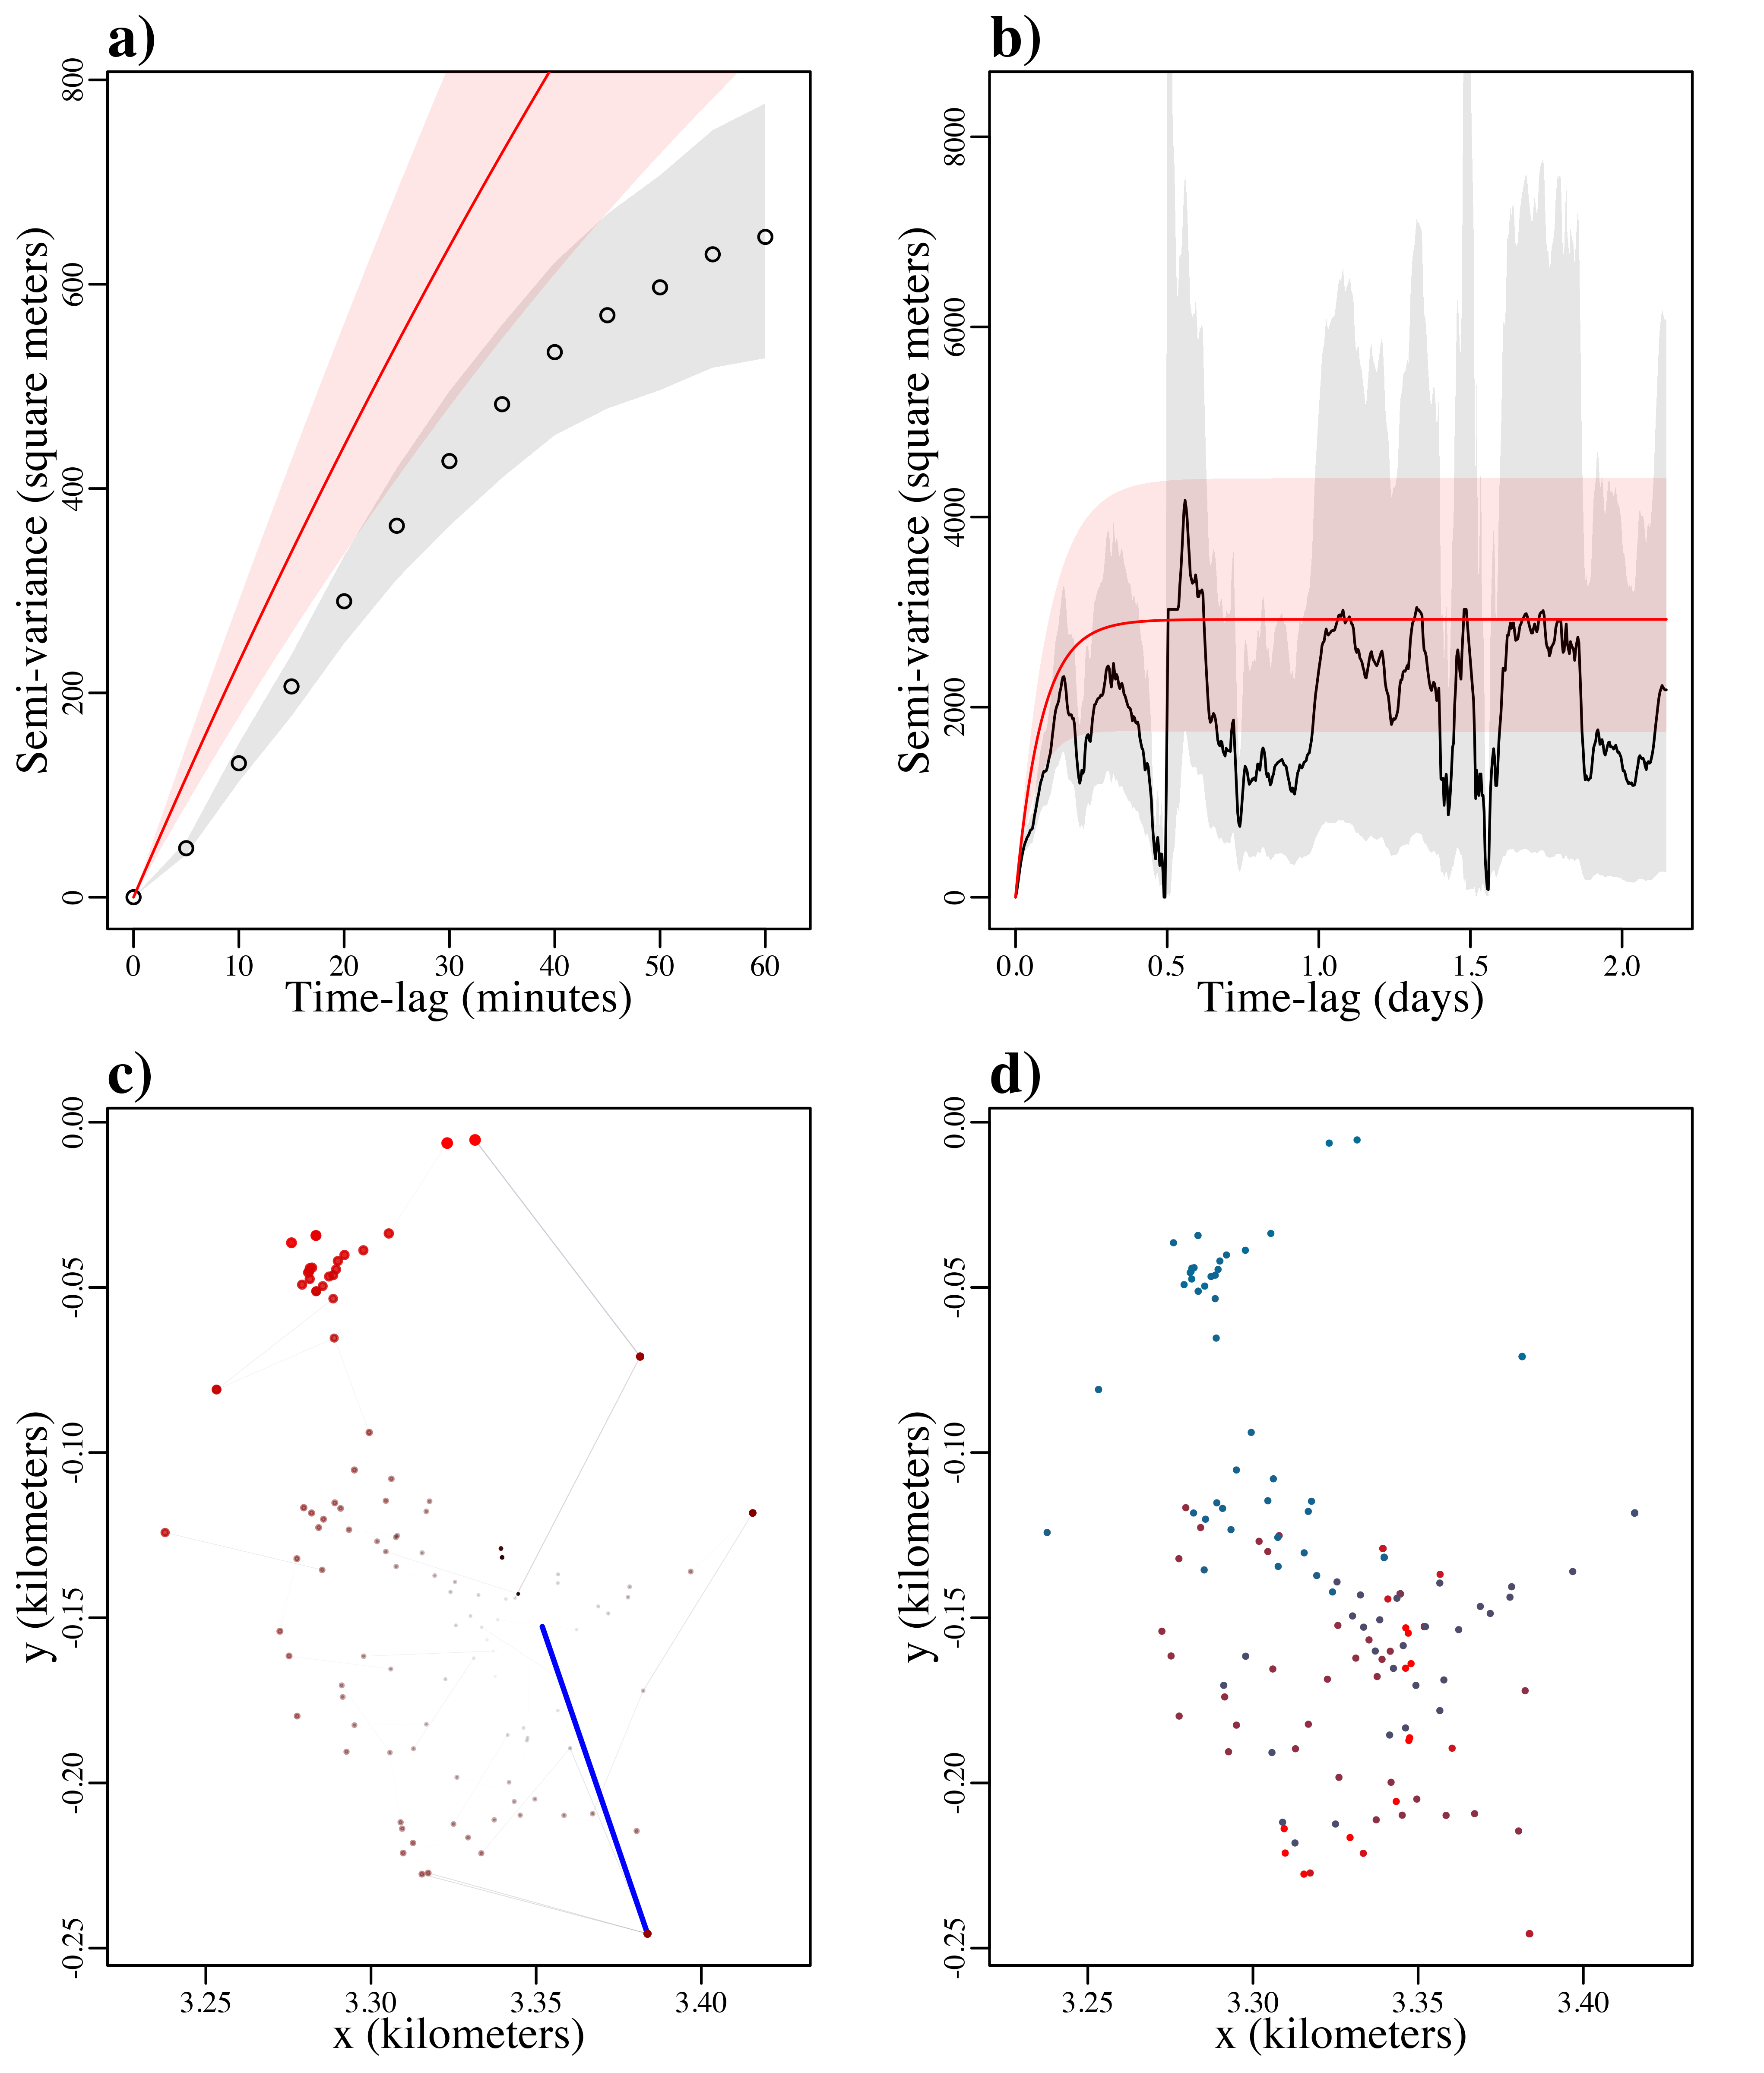 a)
Semi-variance (square meters)
800
600
400
200
0
0 10 20 30 40 50 60
Time-lag (minutes)
b)
Semi-variance (square meters)
8000
6000
4000
2000
0
0.0 0.5 1.0 1.5 2.0
Time-lag (days)
c)
y (kilometers)
0.00
-0.05
-0.10
-0.15
-0.20
-0.25
3.25 3.30 3.35 3.40
x (kilometers)
d)
y (kilometers)
0.00
-0.05
-0.10
-0.15
-0.20
-0.25
3.25 3.30 3.35 3.40
x (kilometers)